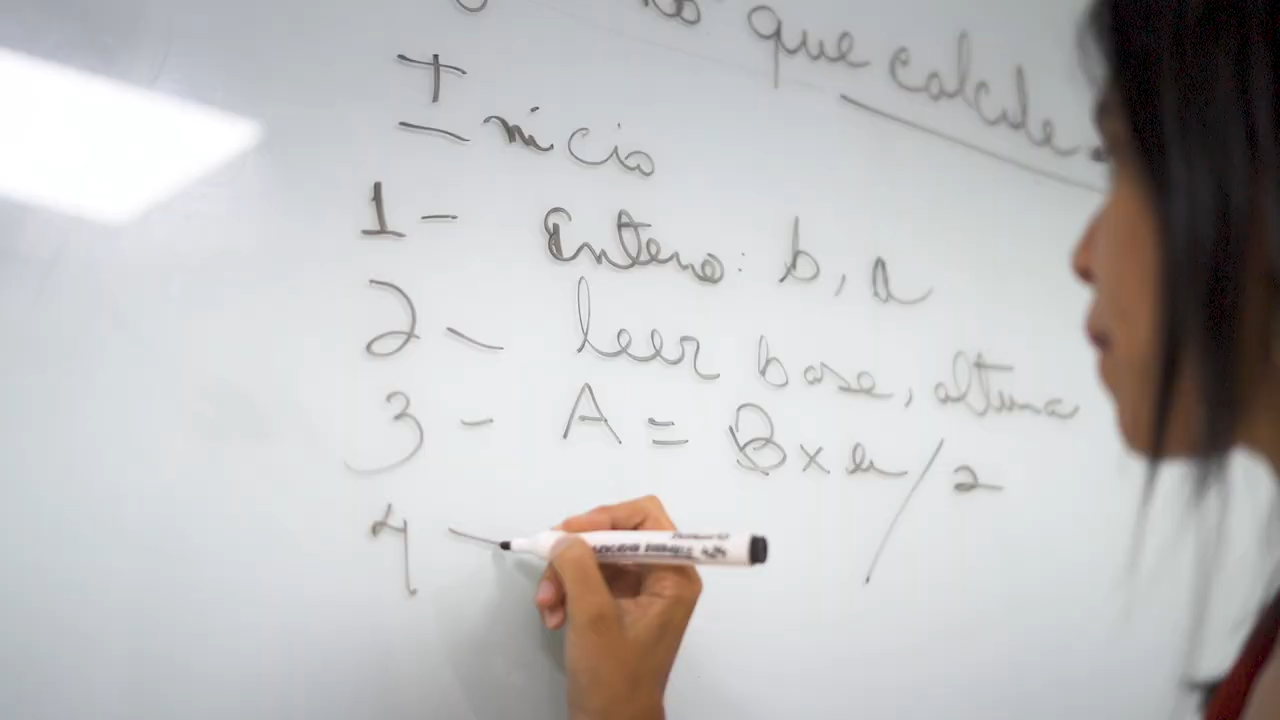 que calcule
Inicio
1 - Entero: b, a
2 - leer base, altura
3 - A = B x a / 2
4 -